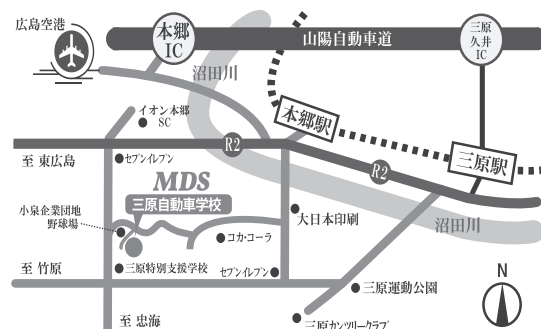 広島空港
本郷
IC
山陽自動車道
三原
久井
IC
沼田川
イオン本郷
SC
本郷駅
R2
三原駅
至 東広島
セブンイレブン
R2
MDS
三原自動車学校
小泉企業団地
野球場
大日本印刷
沼田川
コカ・コーラ
至 竹原
三原特別支援学校
セブンイレブン
三原運動公園
N
至 忠海
三原カンツリークラブ